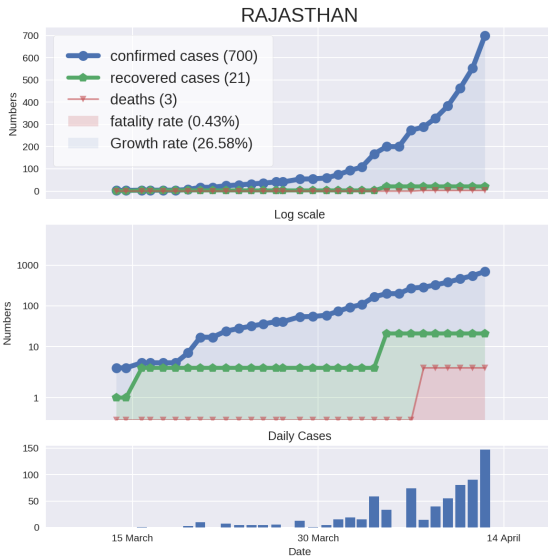 RAJASTHAN
700
600
500
400
300
200
100
0
Numbers
confirmed cases (700)
recovered cases (21)
deaths (3)
fatality rate (0.43%)
Growth rate (26.58%)
Log scale
1000
100
10
1
Numbers
Daily Cases
150
100
50
0
15 March
30 March
14 April
Date